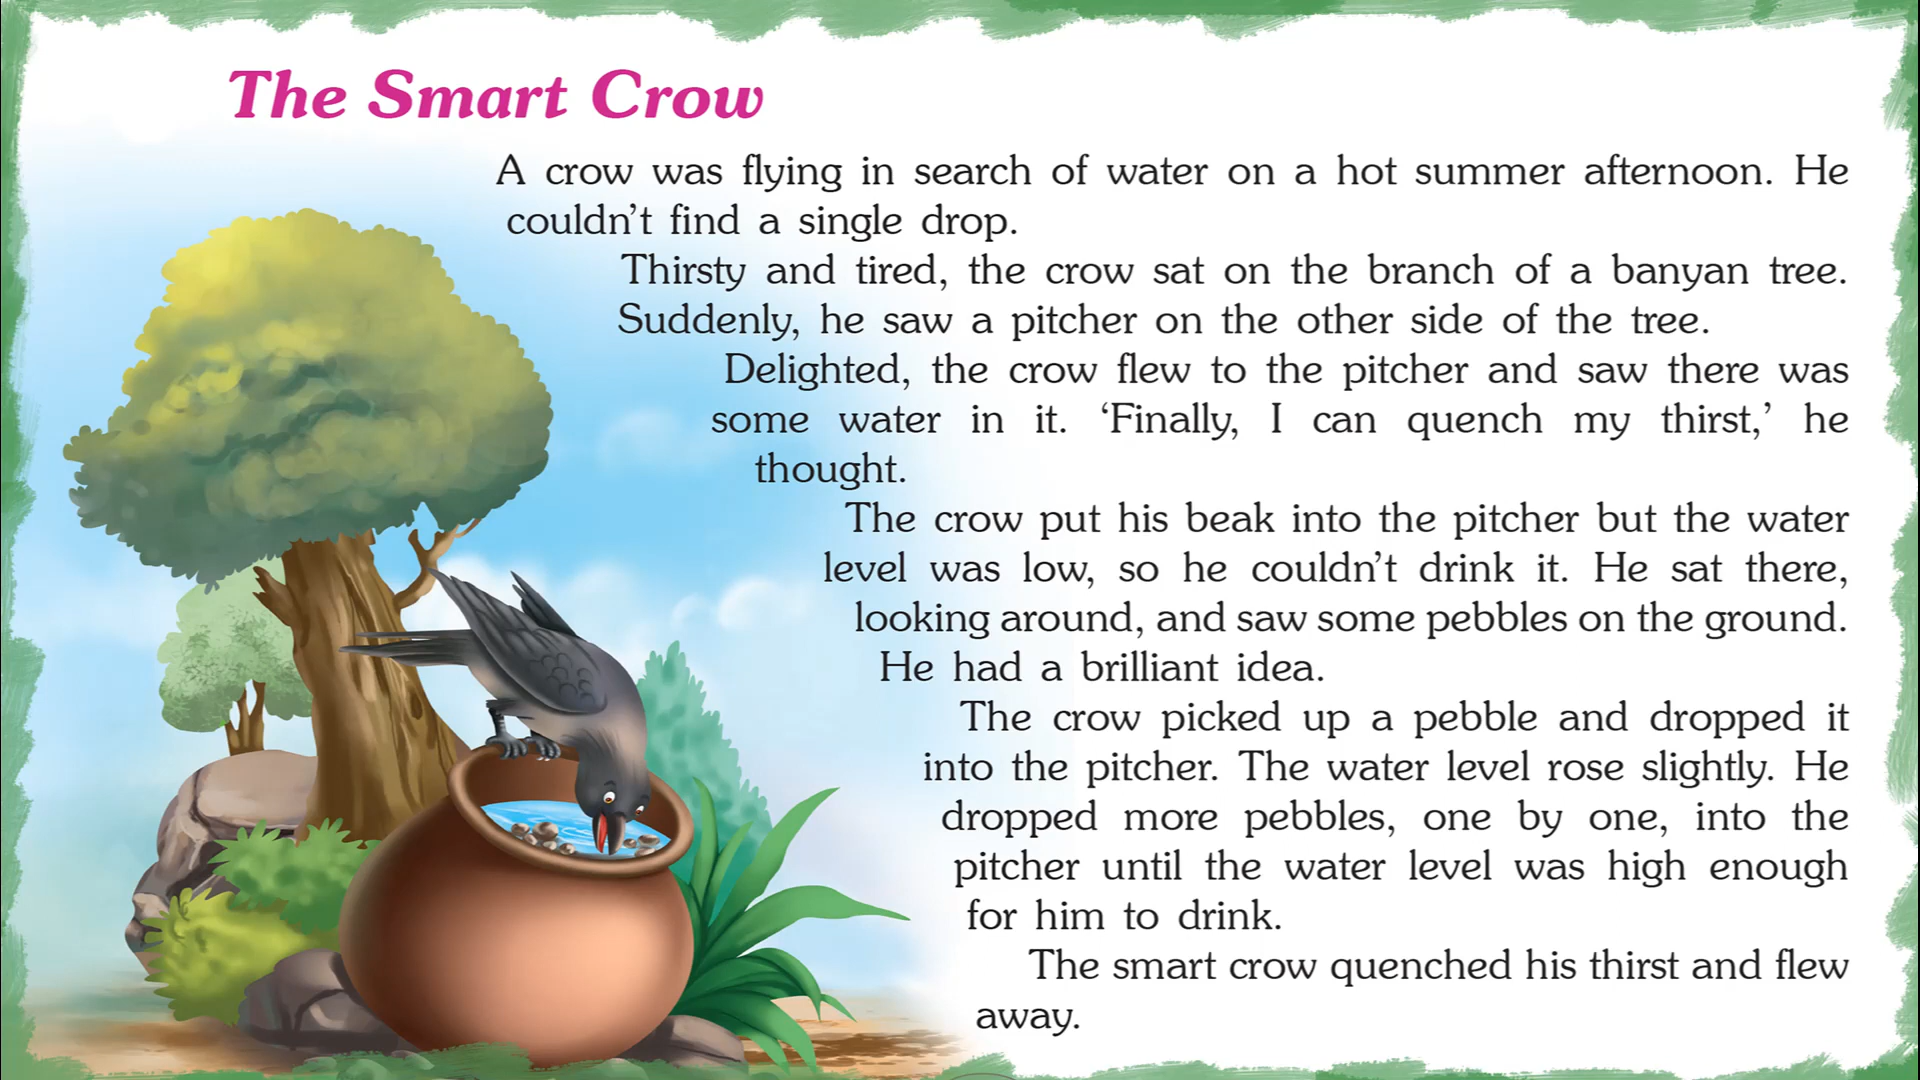 The Smart Crow
A crow was flying in search of water on a hot summer afternoon. He
couldn’t find a single drop.
Thirsty and tired, the crow sat on the branch of a banyan tree.
Suddenly, he saw a pitcher on the other side of the tree.
Delighted, the crow flew to the pitcher and saw there was
some water in it. ‘Finally, I can quench my thirst,’ he
thought.
The crow put his beak into the pitcher but the water
level was low, so he couldn’t drink it. He sat there,
looking around, and saw some pebbles on the ground.
He had a brilliant idea.
The crow picked up a pebble and dropped it
into the pitcher. The water level rose slightly. He
dropped more pebbles, one by one, into the
pitcher until the water level was high enough
for him to drink.
The smart crow quenched his thirst and flew
away.